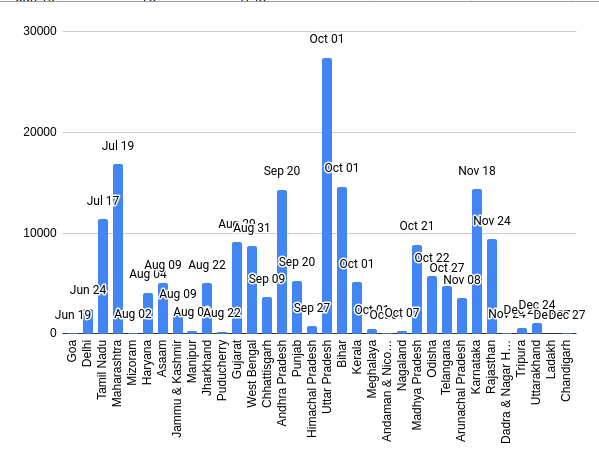 30000
20000
10000
0
Jun 19
Jun 24
Jul 17
Jul 19
Aug 02
Aug 04
Aug 09
Aug 09
Aug 22
Aug 22
Aug 31
Sep 09
Sep 20
Sep 20
Sep 27
Oct 01
Oct 01
Oct 01
Oct 07
Oct 21
Oct 22
Oct 27
Nov 08
Nov 18
Nov 24
Dec 24
Dec 27
Goa
Delhi
Tamil Nadu
Maharashtra
Mizoram
Haryana
Asaam
Jammu & Kashmir
Manipur
Jharkhand
Puducherry
Gujarat
West Bengal
Chhattisgarh
Andhra Pradesh
Punjab
Himachal Pradesh
Uttar Pradesh
Bihar
Kerala
Meghalaya
Andaman & Nico...
Nagaland
Madhya Pradesh
Odisha
Telangana
Arunachal Pradesh
Karnataka
Rajasthan
Dadra & Nagar H...
Tripura
Uttarakhand
Ladakh
Chandigarh